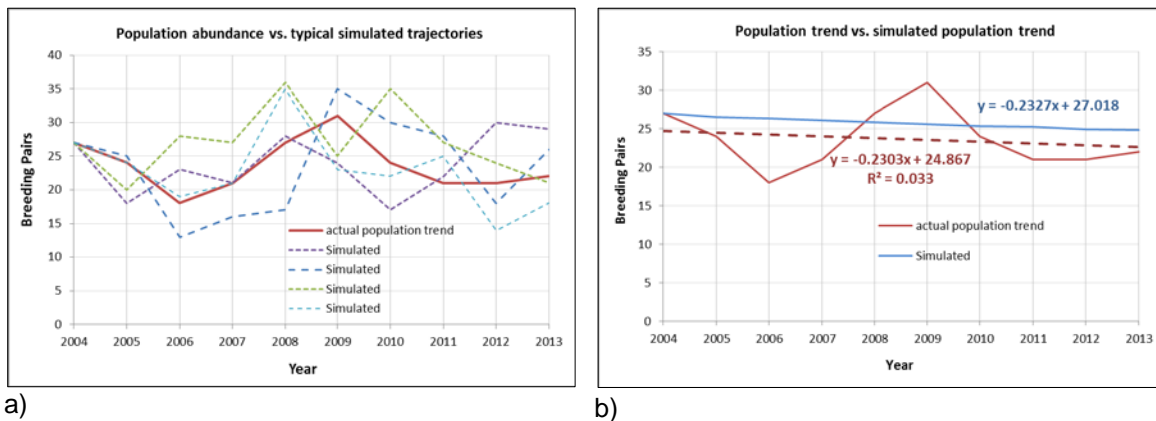 Population abundance vs. typical simulated trajectories
40
35
30
25
20
15
10
5
0
Breeding Pairs
actual population trend
Simulated
Simulated
Simulated
Simulated
2004 2005 2006 2007 2008 2009 2010 2011 2012 2013
Year
a)
Population trend vs. simulated population trend
35
30
25
20
15
10
5
0
Breeding Pairs
y = -0.2327x + 27.018
y = -0.2303x + 24.867
R² = 0.033
actual population trend
Simulated
2004 2005 2006 2007 2008 2009 2010 2011 2012 2013
Year
b)